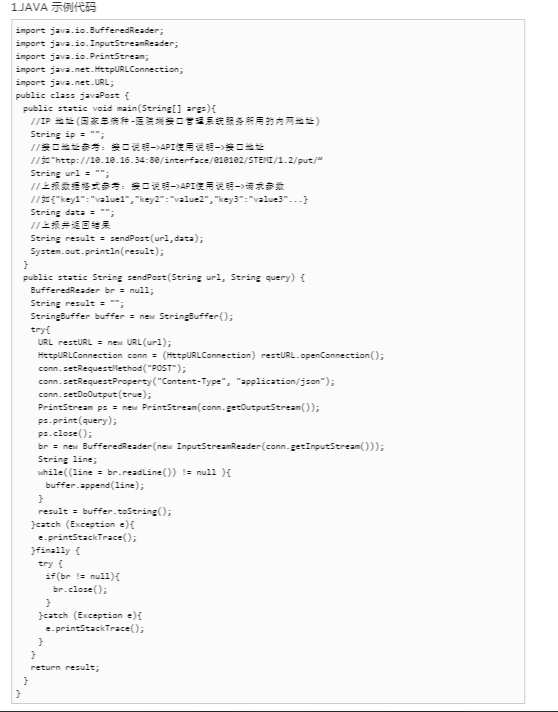 1.JAVA 示例代码
import java.io.BufferedReader;
import java.io.InputStreamReader;
import java.io.PrintStream;
import java.net.HttpURLConnection;
import java.net.URL;
public class javaPost {
public static void main(String[] args){
//IP 地址(国家单病种-医院端接口管理系统服务所用的内网地址)
String ip = "";
//接口地址参考: 接口说明->API使用说明->接口地址
//如"http://10.10.16.34:80/interface/010102/STEMI/1.2/put/"
String url = "";
//上报数据格式参考: 接口说明->API使用说明->请求参数
//如{"key1":"value1","key2":"value2","key3":"value3"...}
String data = "";
//上报并返回结果
String result = sendPost(url,data);
System.out.println(result);
}
public static String sendPost(String url, String query) {
BufferedReader br = null;
String result = "";
StringBuffer buffer = new StringBuffer();
try{
URL restURL = new URL(url);
HttpURLConnection conn = (HttpURLConnection) restURL.openConnection();
conn.setRequestMethod("POST");
conn.setRequestProperty("Content-Type", "application/json");
conn.setDoOutput(true);
PrintStream ps = new PrintStream(conn.getOutputStream());
ps.print(query);
ps.close();
br = new BufferedReader(new InputStreamReader(conn.getInputStream()));
String line;
while((line = br.readLine()) != null ){
buffer.append(line);
}
result = buffer.toString();
}catch (Exception e){
e.printStackTrace();
}finally {
try {
if(br != null){
br.close();
}
}catch (Exception e){
e.printStackTrace();
}
}
return result;
}
}